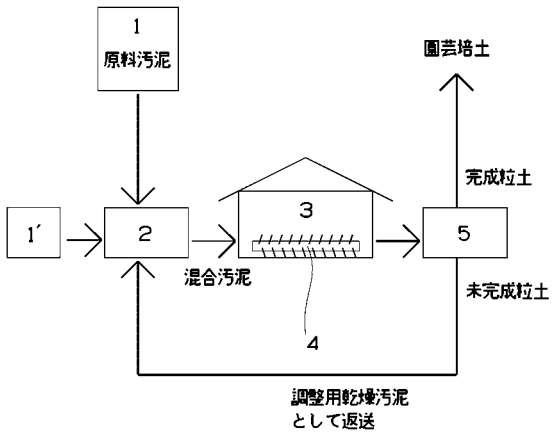 1
原料汚泥
園芸培土
完成粒土
1´
2
3
5
混合汚泥
未完成粒土
4
調整用乾燥汚泥
として返送